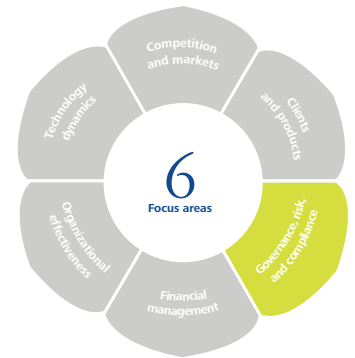 Competition
and markets
Clients
and products
Governance, risk,
and compliance
Financial
management
Organizational
effectiveness
Technology
dynamics
6
Focus areas